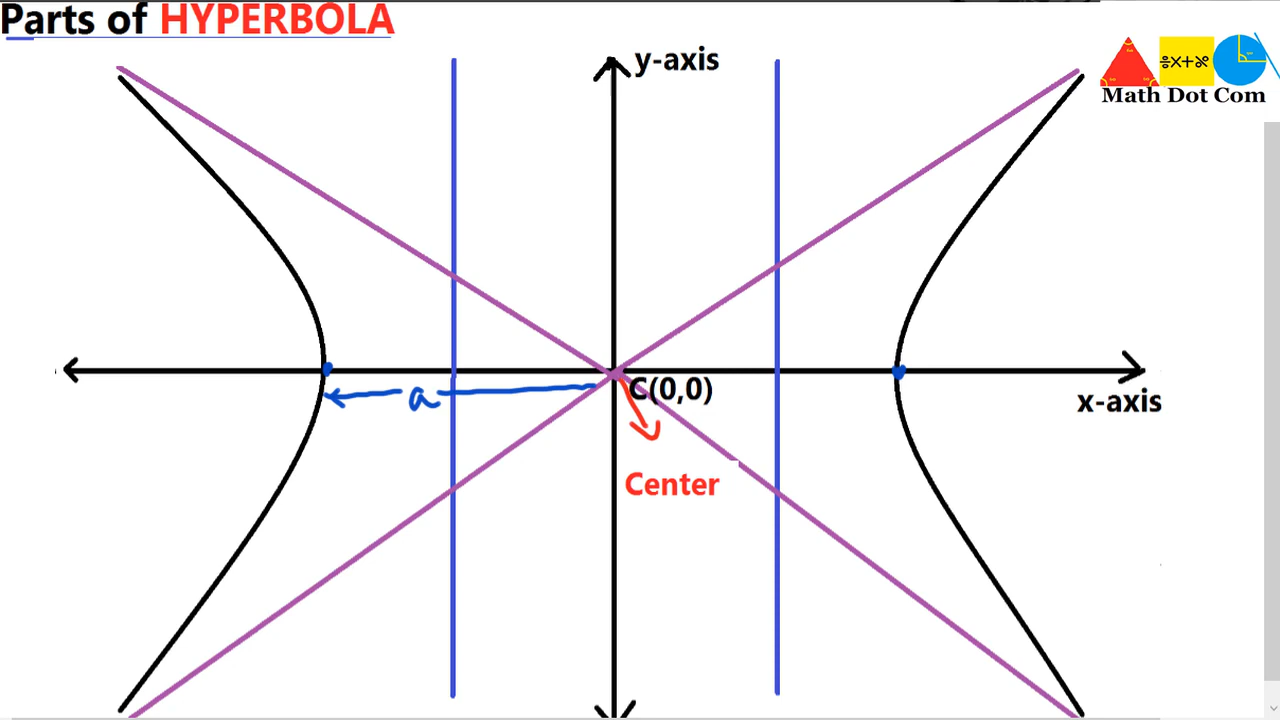 Parts of HYPERBOLA
y-axis
÷x+%
Math Dot Com
a
C(0,0)
x-axis
Center